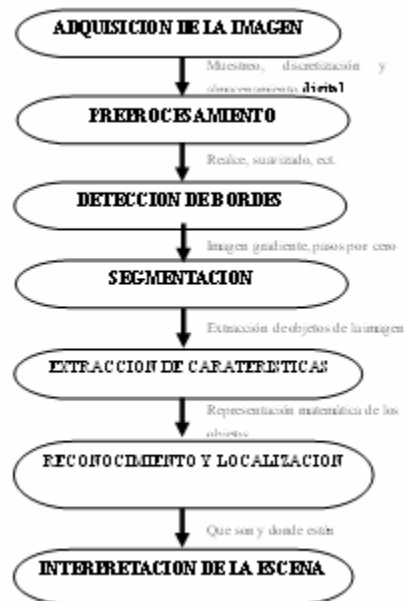 ADQUISICION DE LA IMAGEN
Muestreo, discretización y
almacenamiento digital
PREPROCESAMIENTO
Realce, suavizado, ect.
DETECCION DE BORDES
Imagen gradiente, pasos por cero
SEGMENTACION
Extracción de objetos de la imagen
EXTRACCION DE CARATERISTICAS
Representación matemática de los
objetos
RECONOCIMIENTO Y LOCALIZACION
Que son y donde están
INTERPRETACION DE LA ESCENA